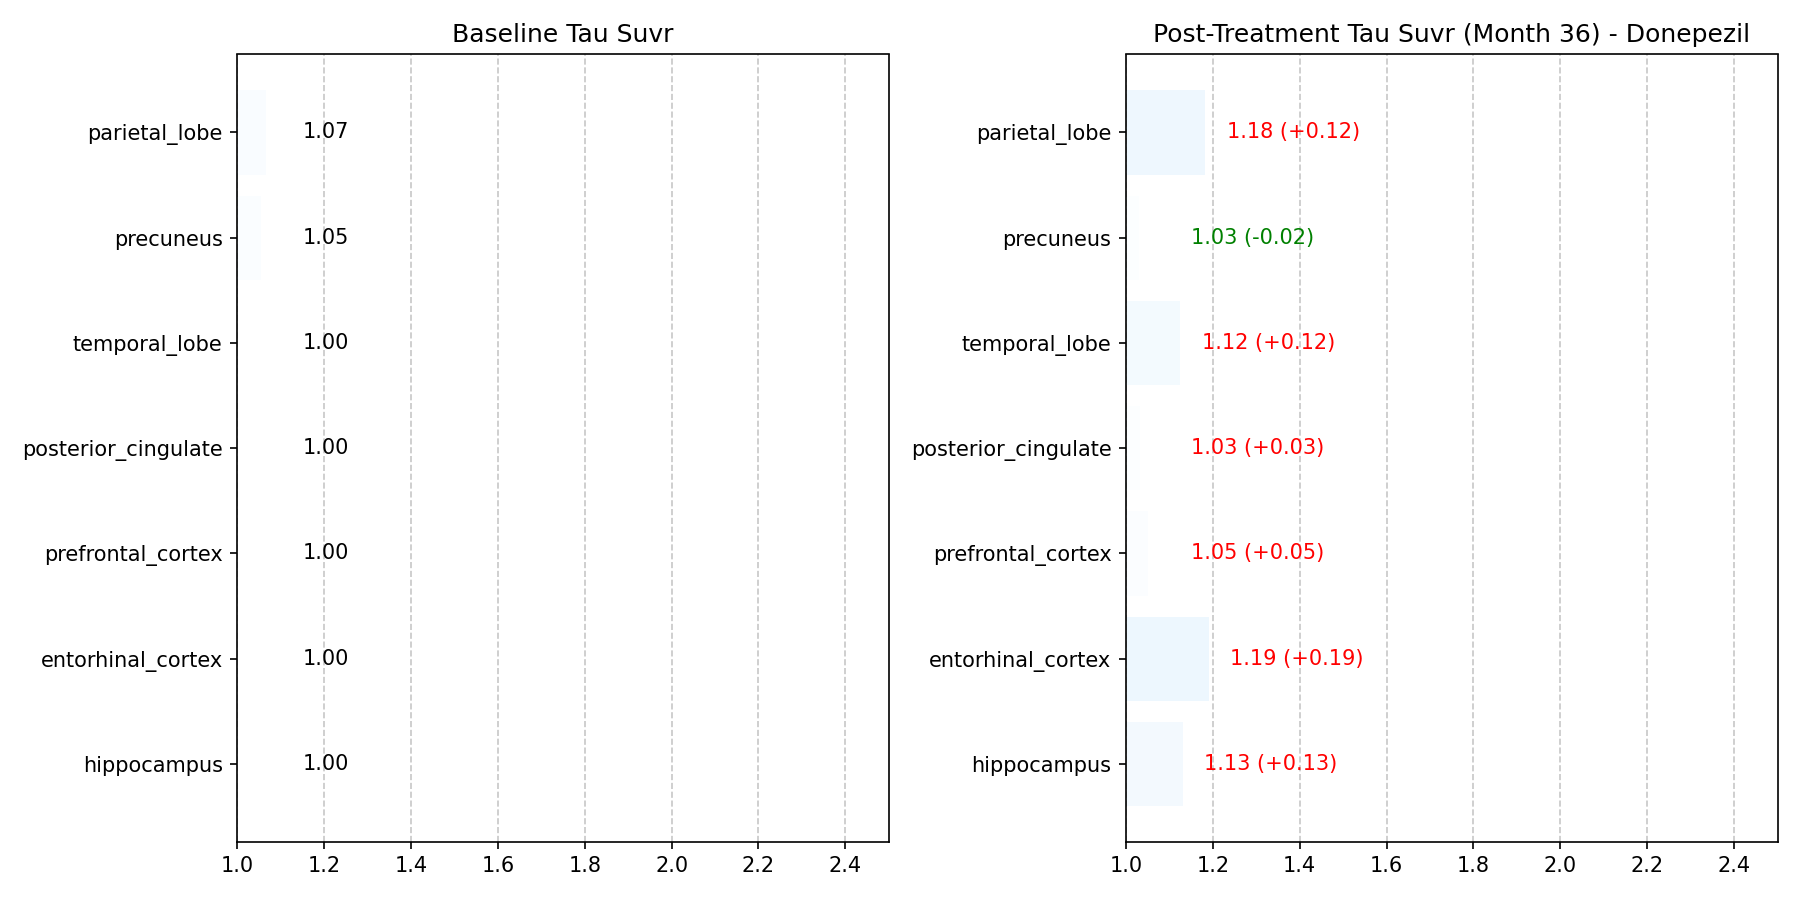 Baseline Tau Suvr
parietal_lobe
1.07
precuneus
1.05
temporal_lobe
1.00
posterior_cingulate
1.00
prefrontal_cortex
1.00
entorhinal_cortex
1.00
hippocampus
1.00
1.0 1.2 1.4 1.6 1.8 2.0 2.2 2.4
Post-Treatment Tau Suvr (Month 36) - Donepezil
parietal_lobe
1.18 (+0.12)
precuneus
1.03 (-0.02)
temporal_lobe
1.12 (+0.12)
posterior_cingulate
1.03 (+0.03)
prefrontal_cortex
1.05 (+0.05)
entorhinal_cortex
1.19 (+0.19)
hippocampus
1.13 (+0.13)
1.0 1.2 1.4 1.6 1.8 2.0 2.2 2.4